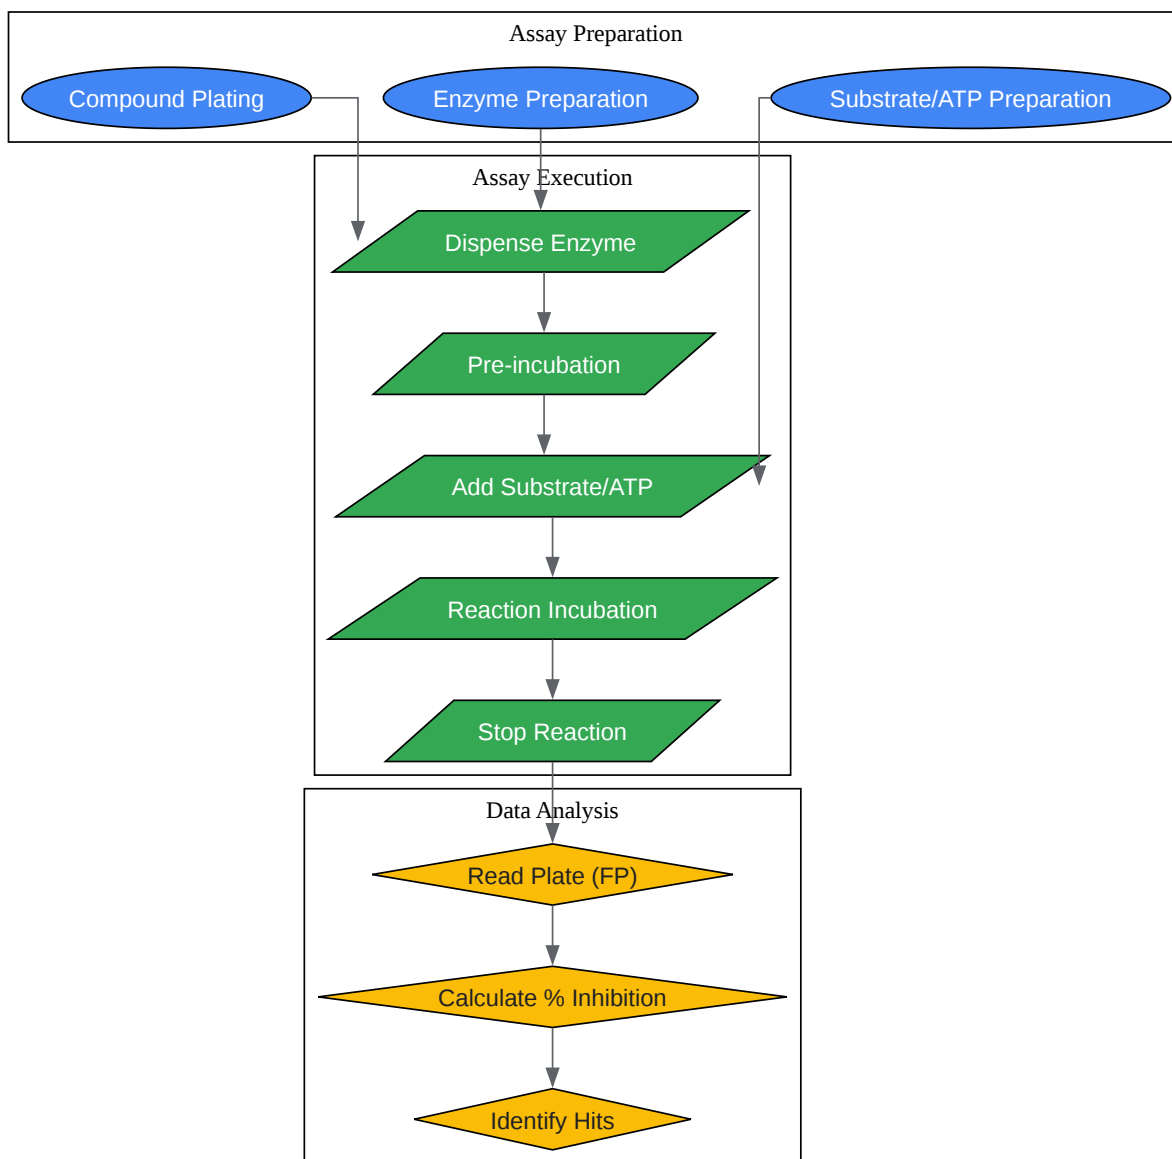 Assay Preparation
Compound Plating
Enzyme Preparation
Substrate/ATP Preparation
Assay Execution
Dispense Enzyme
Pre-incubation
Add Substrate/ATP
Reaction Incubation
Stop Reaction
Data Analysis
Read Plate (FP)
Calculate % Inhibition
Identify Hits